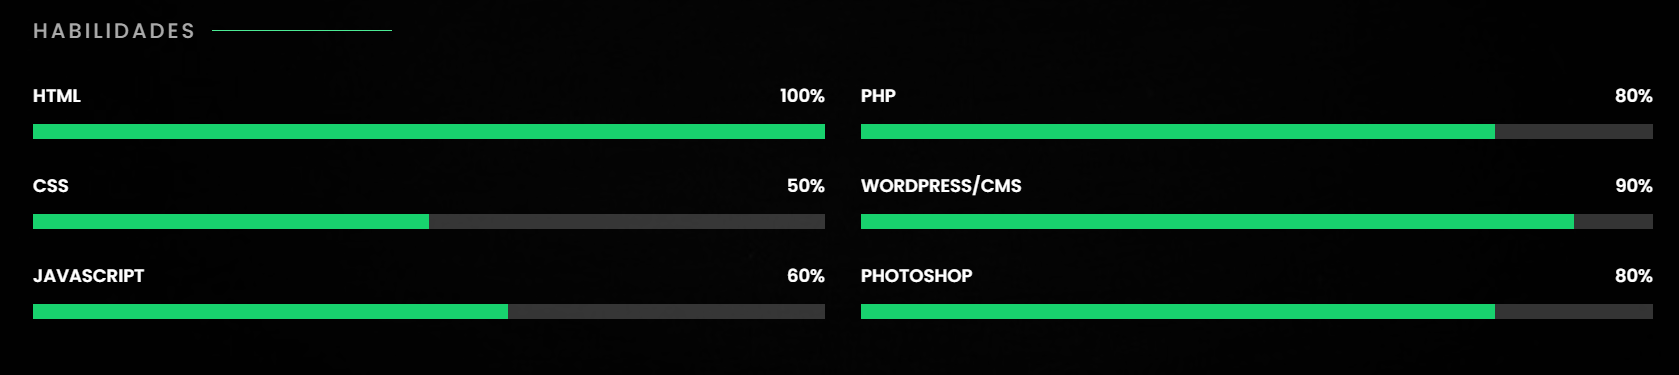 HABILIDADES
HTML 100%
CSS 50%
JAVASCRIPT 60%
PHP 80%
WORDPRESS/CMS 90%
PHOTOSHOP 80%